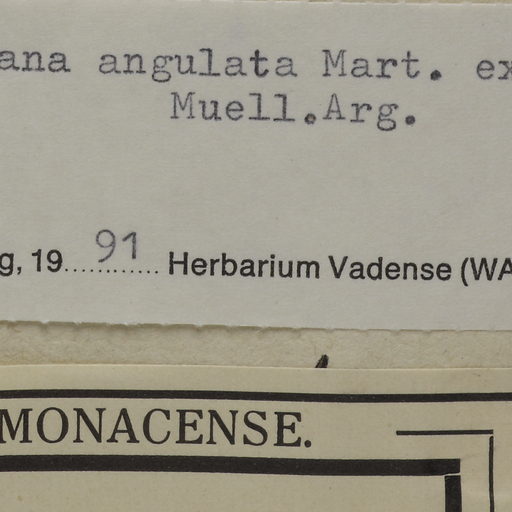 ana angulata Mart. ex
Muell.Arg.
g, 19 91 Herbarium Vadense (WA
MONACENSE.